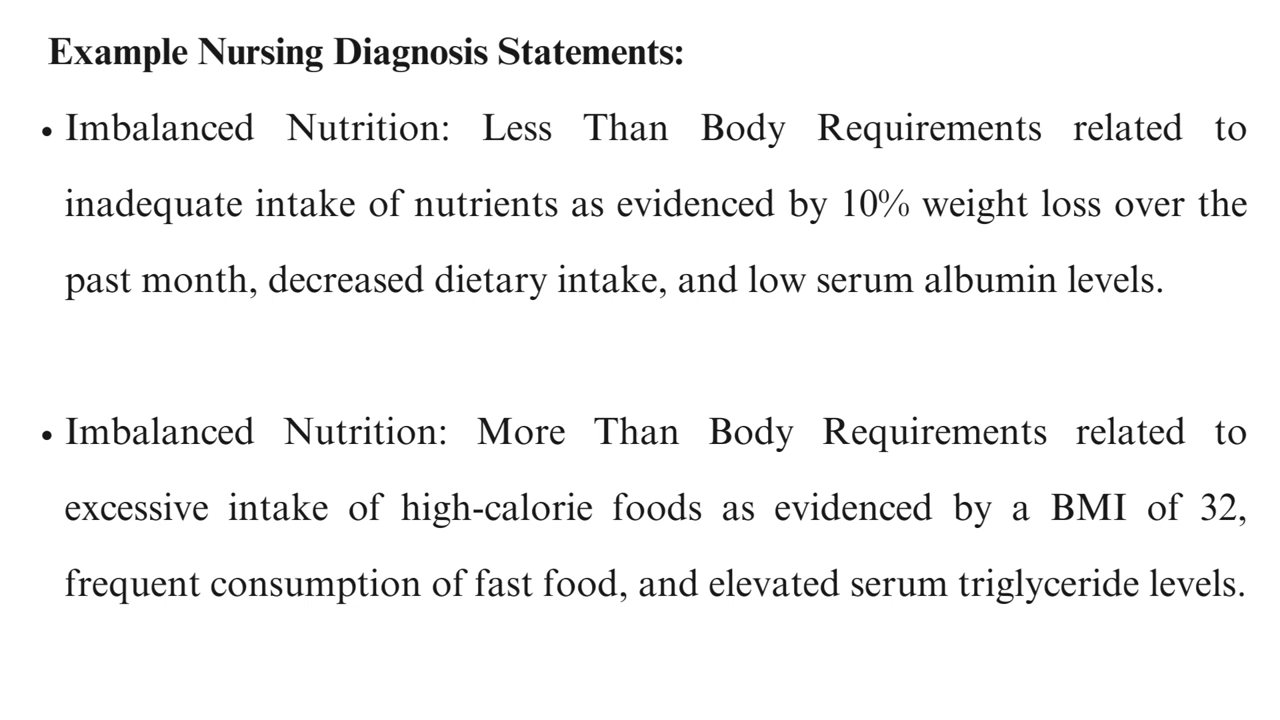 Example Nursing Diagnosis Statements:
• Imbalanced Nutrition: Less Than Body Requirements related to
inadequate intake of nutrients as evidenced by 10% weight loss over the
past month, decreased dietary intake, and low serum albumin levels.
• Imbalanced Nutrition: More Than Body Requirements related to
excessive intake of high-calorie foods as evidenced by a BMI of 32,
frequent consumption of fast food, and elevated serum triglyceride levels.